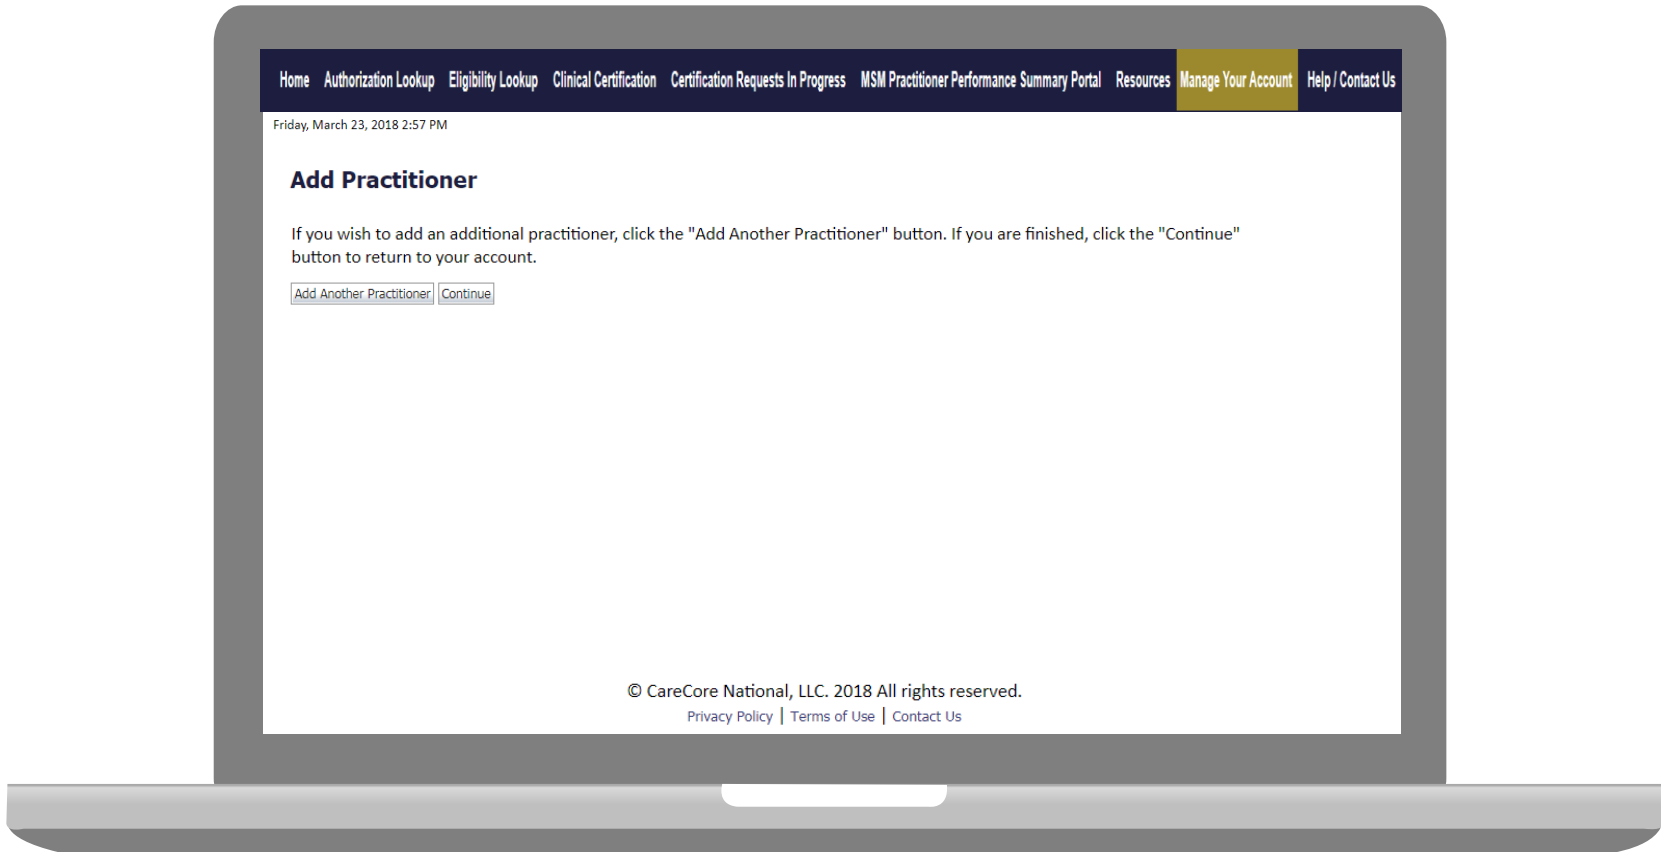 Home Authorization Lookup Eligibility Lookup Clinical Certification Certification Requests In Progress MSM Practitioner Performance Summary Portal Resources Manage Your Account Help / Contact Us
Friday, March 23, 2018 2:57 PM
Add Practitioner
If you wish to add an additional practitioner, click the "Add Another Practitioner" button. If you are finished, click the "Continue"
button to return to your account.
Add Another Practitioner Continue
© CareCore National, LLC. 2018 All rights reserved.
Privacy Policy | Terms of Use | Contact Us